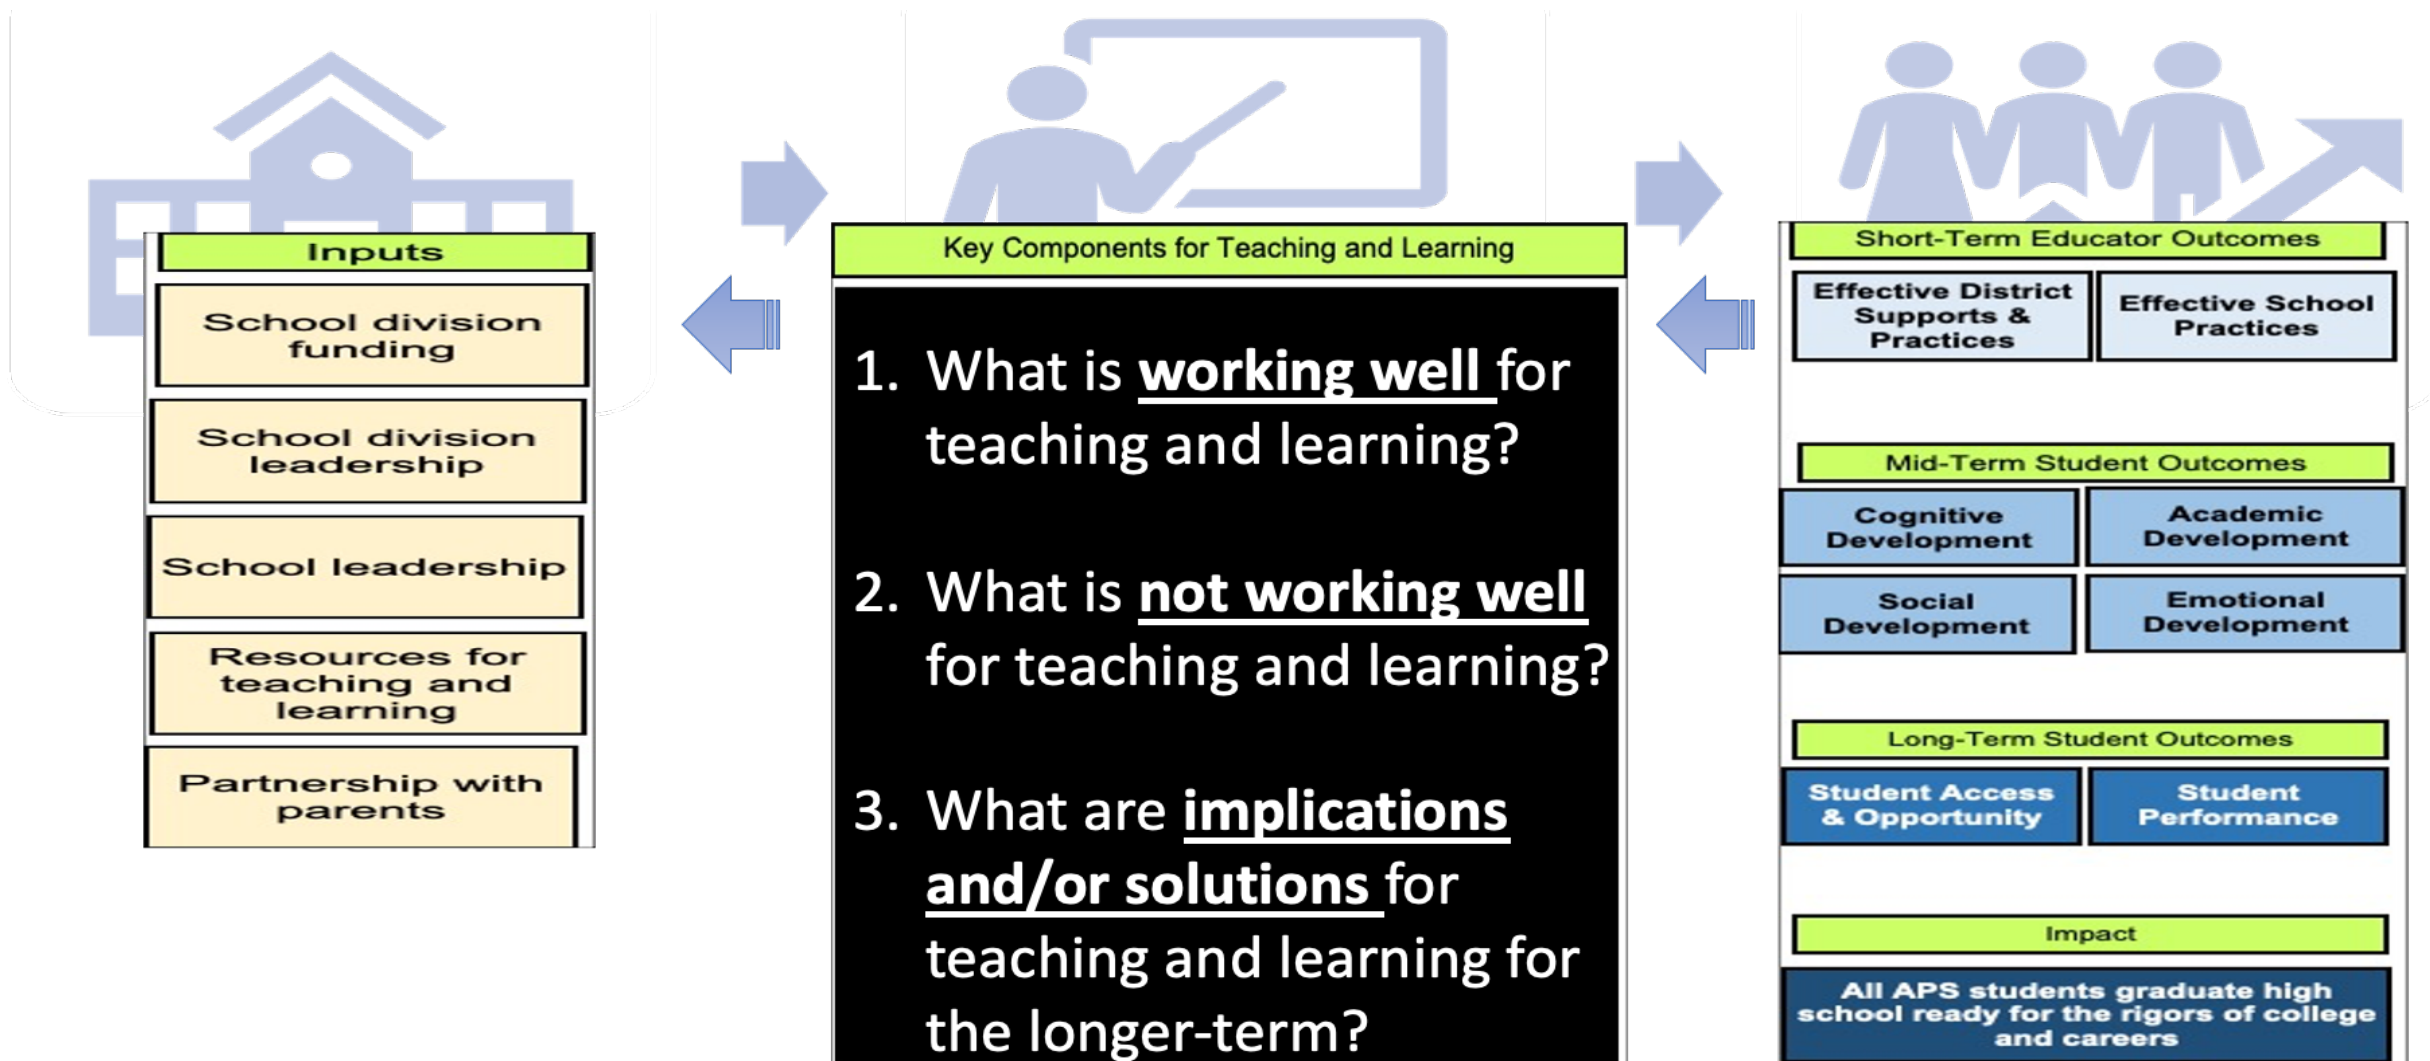 Inputs
School division
funding
School division
leadership
School leadership
Resources for
teaching and
learning
Partnership with
parents
Key Components for Teaching and Learning
1. What is working well for
teaching and learning?
2. What is not working well
for teaching and learning?
3. What are implications
and/or solutions for
teaching and learning for
the longer-term?
Short-Term Educator Outcomes
Effective District
Supports &
Practices
Effective School
Practices
Mid-Term Student Outcomes
Cognitive
Development
Academic
Development
Social
Development
Emotional
Development
Long-Term Student Outcomes
Student Access
& Opportunity
Student
Performance
Impact
All APS students graduate high
school ready for the rigors of college
and careers